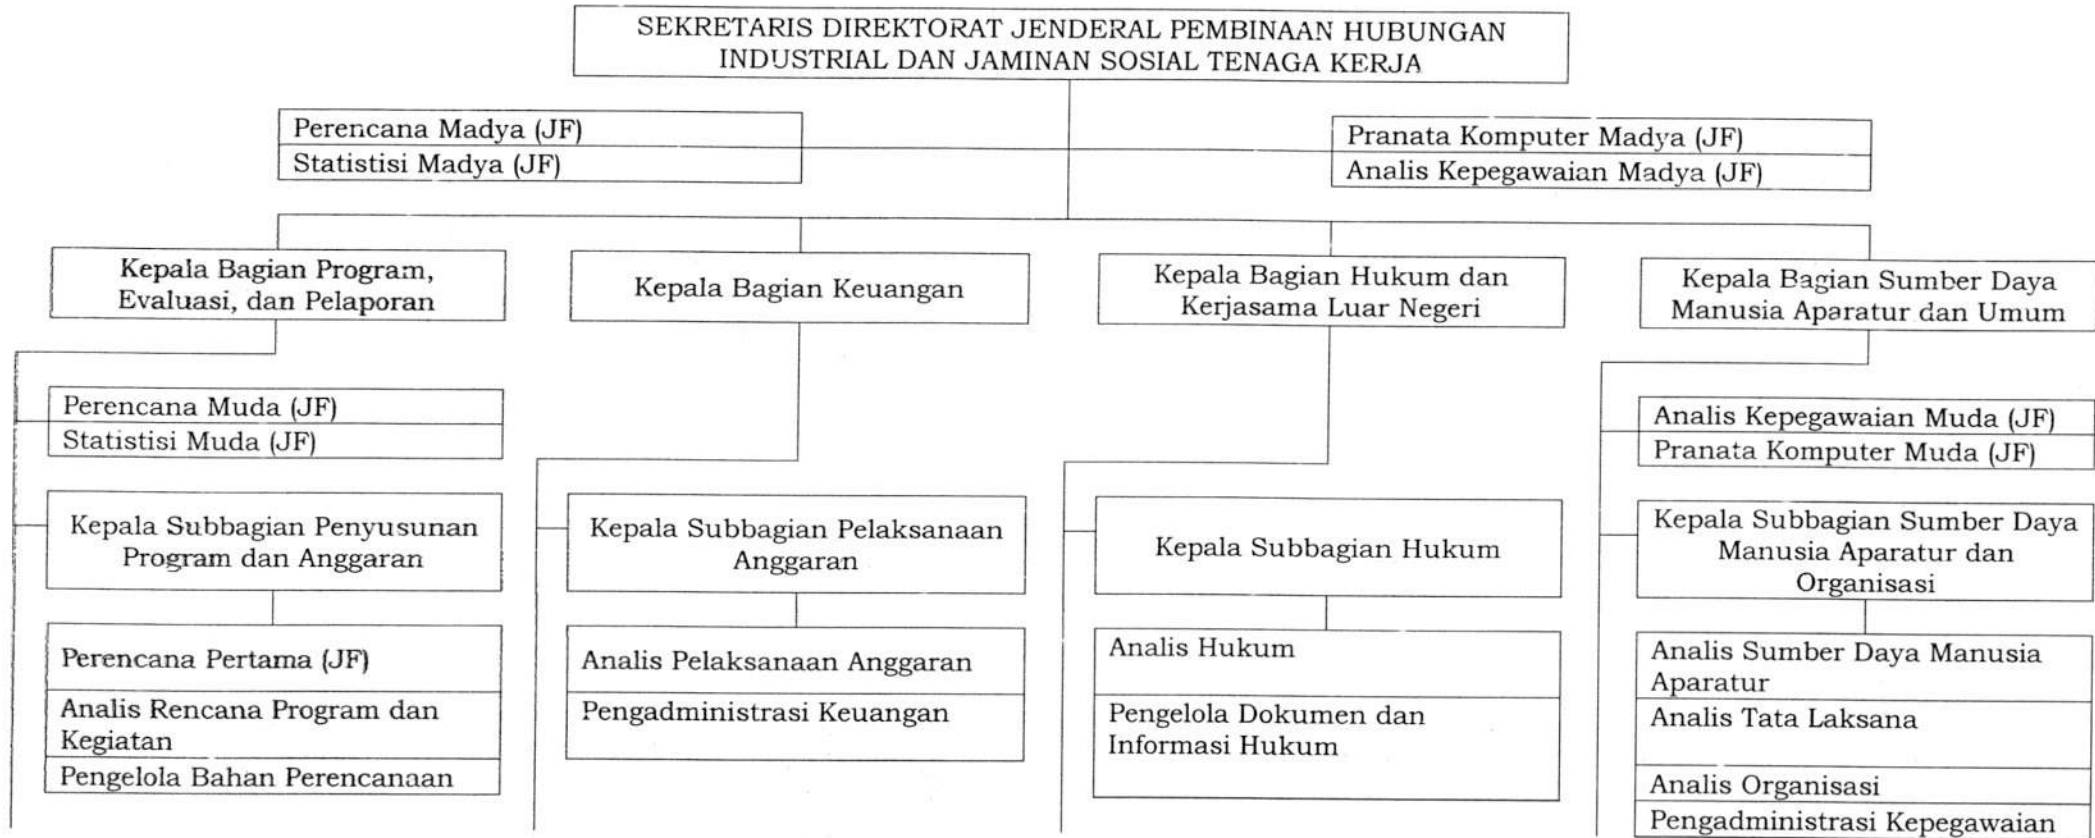 SEKRETARIS DIREKTORAT JENDERAL PEMBINAAN HUBUNGAN
INDUSTRIAL DAN JAMINAN SOSIAL TENAGA KERJA
Perencana Madya (JF)
Statistisi Madya (JF)
Pranata Komputer Madya (JF)
Analis Kepegawaian Madya (JF)
Kepala Bagian Program,
Evaluasi, dan Pelaporan
Kepala Bagian Keuangan
Kepala Bagian Hukum dan
Kerjasama Luar Negeri
Kepala Bagian Sumber Daya
Manusia Aparatur dan Umum
Perencana Muda (JF)
Statistisi Muda (JF)
Analis Kepegawaian Muda (JF)
Pranata Komputer Muda (JF)
Kepala Subbagian Penyusunan
Program dan Anggaran
Kepala Subbagian Pelaksanaan
Anggaran
Kepala Subbagian Hukum
Kepala Subbagian Sumber Daya
Manusia Aparatur dan
Organisasi
Perencana Pertama (JF)
Analis Rencana Program dan
Kegiatan
Pengelola Bahan Perencanaan
Analis Pelaksanaan Anggaran
Pengadministrasi Keuangan
Analis Hukum
Pengelola Dokumen dan
Informasi Hukum
Analis Sumber Daya Manusia
Aparatur
Analis Tata Laksana
Analis Organisasi
Pengadministrasi Kepegawaian